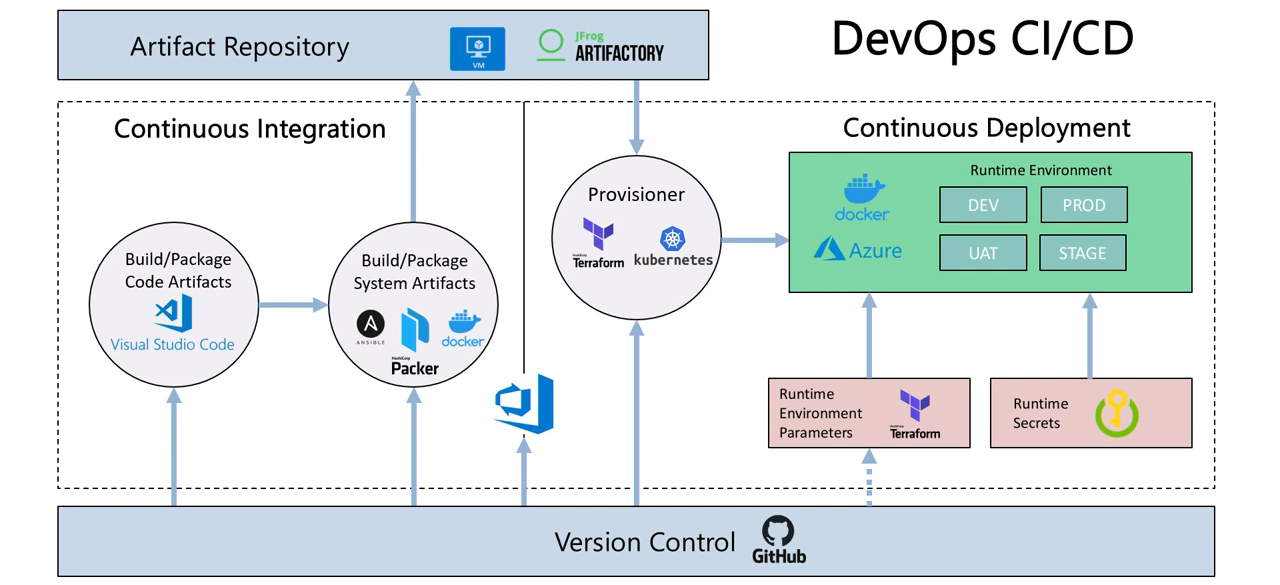 Artifact Repository
VM
JFrog
ARTIFACTORY
DevOps CI/CD
Continuous Integration
Continuous Deployment
Build/Package
Code Artifacts
Visual Studio Code
Build/Package
System Artifacts
ANSIBLE
HashiCorp
Packer
docker
Provisioner
HashiCorp
Terraform
kubernetes
Runtime Environment
docker
Azure
DEV
PROD
UAT
STAGE
Runtime
Environment
Parameters
HashiCorp
Terraform
Runtime
Secrets
Version Control
GitHub